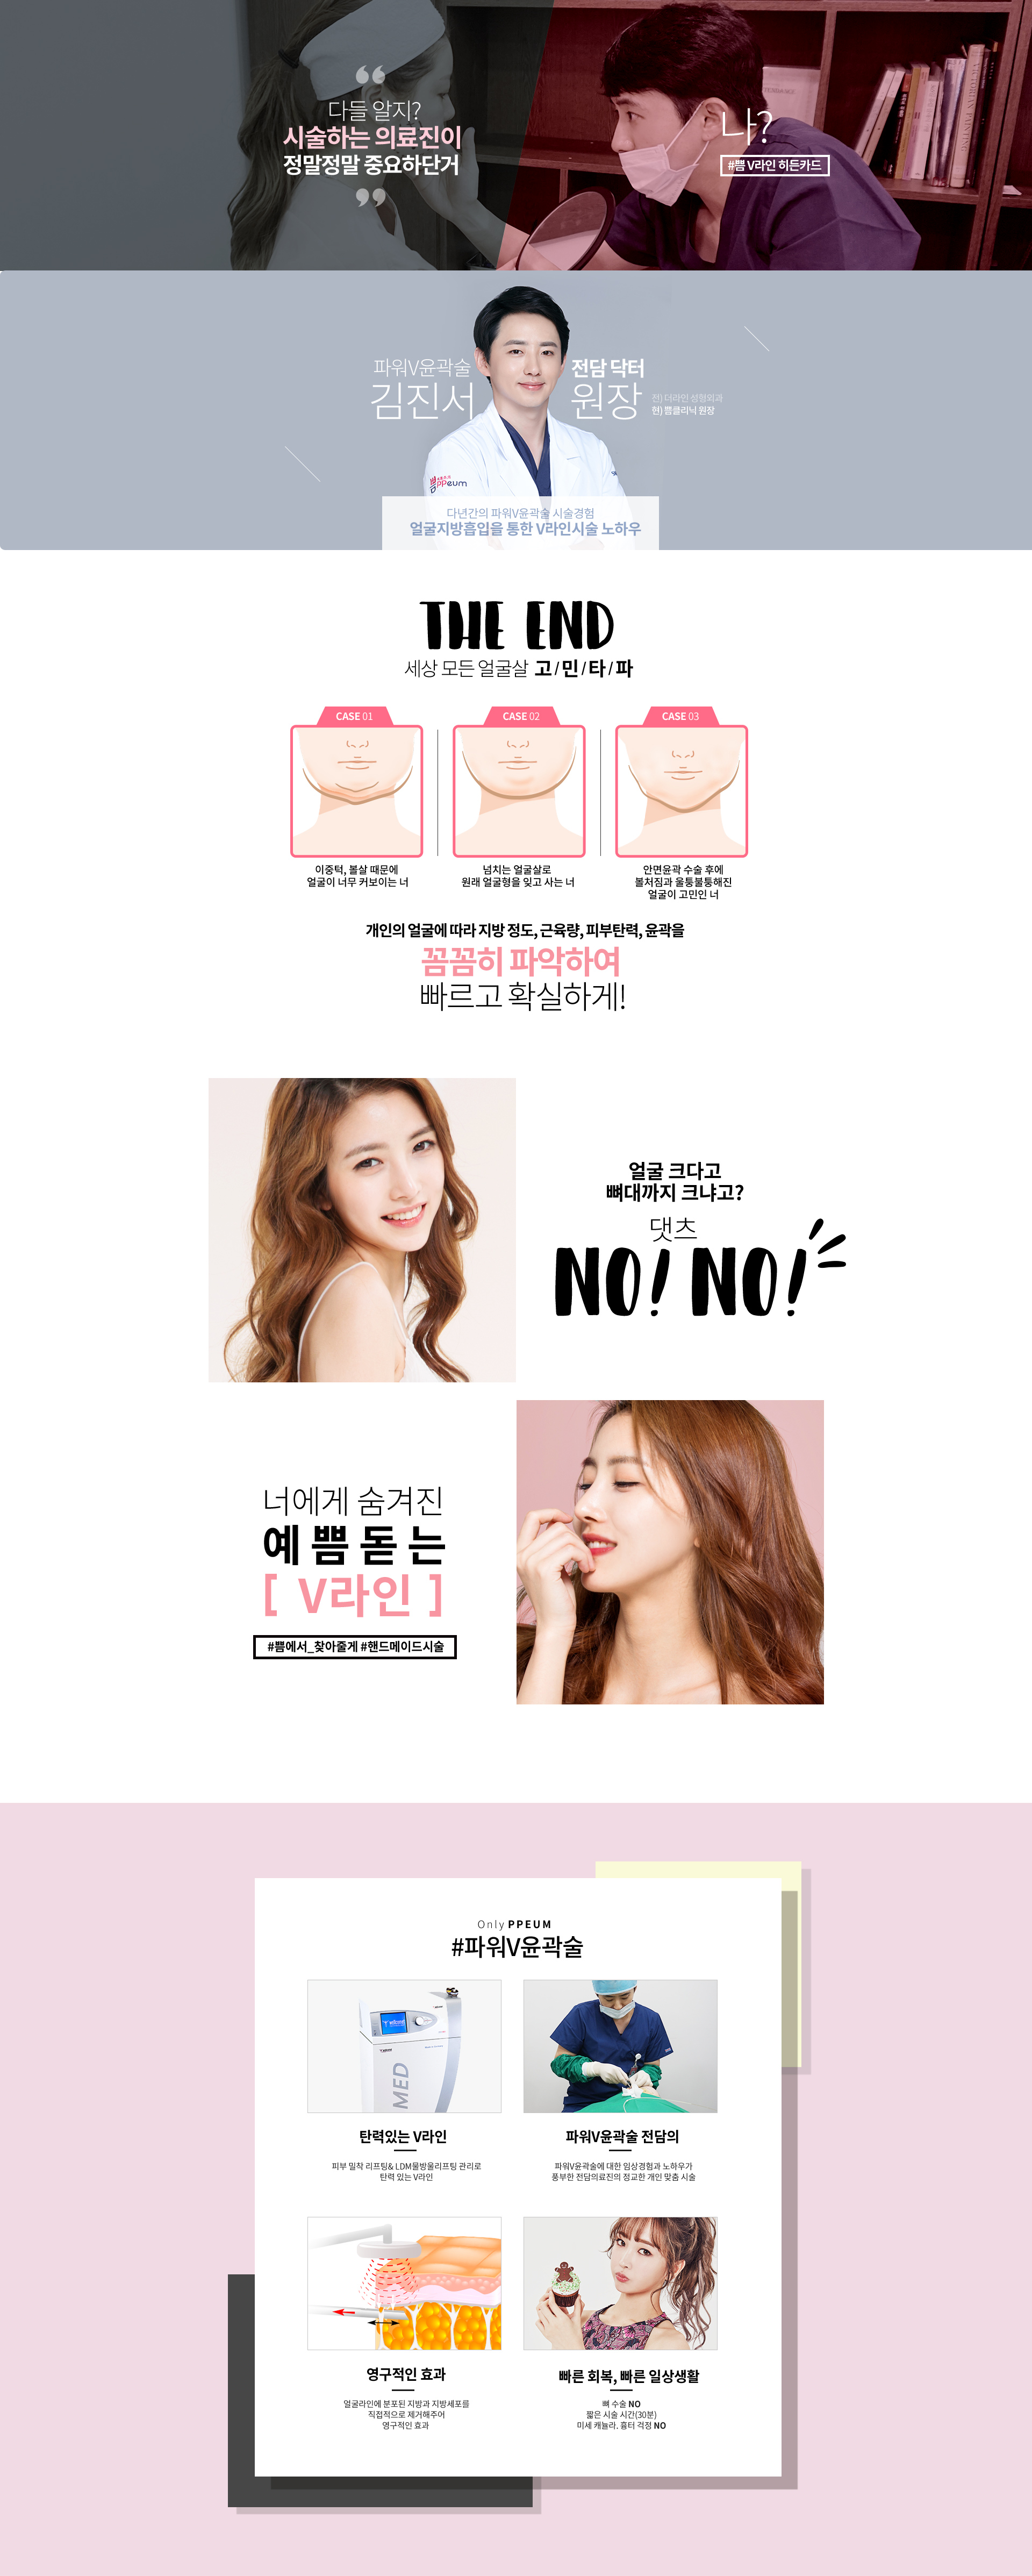 다들 알지?
시술하는 의료진이
정말정말 중요하단거
나?
#쁨 V라인 히든카드
파워V윤곽술
김진서
전담 닥터
원장
전) 더라인 성형외과
현) 쁨클리닉 원장
쁨 ppeum
다년간의 파워V윤곽술 시술경험
얼굴지방흡입을 통한 V라인시술 노하우
THE END
세상 모든 얼굴살 고/민/타/파
CASE 01
CASE 02
CASE 03
이중턱, 볼살 때문에
얼굴이 너무 커보이는 너
넘치는 얼굴살로
원래 얼굴형을 잊고 사는 너
안면윤곽 수술 후에
볼처짐과 울퉁불퉁해진
얼굴이 고민인 너
개인의 얼굴에 따라 지방 정도, 근육량, 피부탄력, 윤곽을
꼼꼼히 파악하여
빠르고 확실하게!
얼굴 크다고
뼈대까지 크냐고?
댓츠
NO! NO!
너에게 숨겨진
예쁨돋는
[ V라인 ]
#쁨에서_찾아줄게 #핸드메이드시술
Only PPEUM
#파워V윤곽술
MED
탄력있는 V라인
피부 밀착 리프팅& LDM물방울리프팅 관리로
탄력 있는 V라인
파워V윤곽술 전담의
파워V윤곽술에 대한 임상경험과 노하우가
풍부한 전담의료진의 정교한 개인 맞춤 시술
영구적인 효과
얼굴라인에 분포된 지방과 지방세포를
직접적으로 제거해주어
영구적인 효과
빠른 회복, 빠른 일상생활
뼈 수술 NO
짧은 시술 시간(30분)
미세 캐뉼라, 흉터 걱정 NO